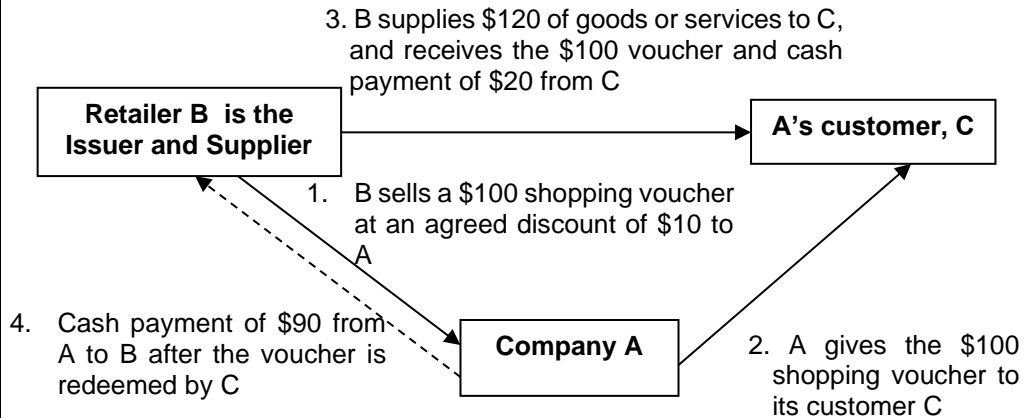 3. B supplies $120 of goods or services to C,
and receives the $100 voucher and cash
payment of $20 from C
Retailer B is the
Issuer and Supplier
A's customer, C
1. B sells a $100 shopping voucher
at an agreed discount of $10 to
A
4. Cash payment of $90 from
A to B after the voucher is
redeemed by C
Company A
2. A gives the $100
shopping voucher to
its customer C